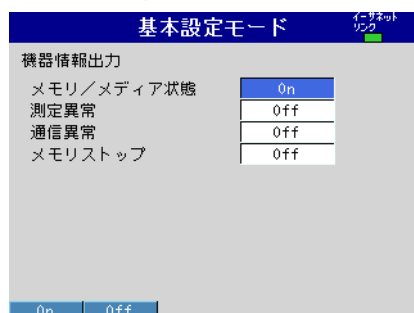 基本設定モード
イーサネット
リンク
機器情報出力
メモリ／メディア状態 On
測定異常 Off
通信異常 Off
メモリストップ Off
On Off